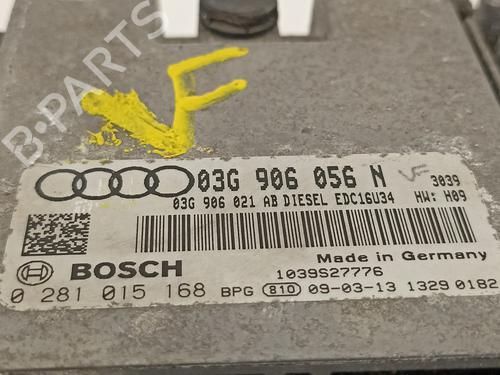 B-PARTS
VF
03G 906 056 N VF 3039
03G 906 021 AB DIESEL EDC16U34 HW: H09
Made in Germany
BOSCH 1039S27776
0 281 015 168 BPG 810 09-03-13 1329 0182